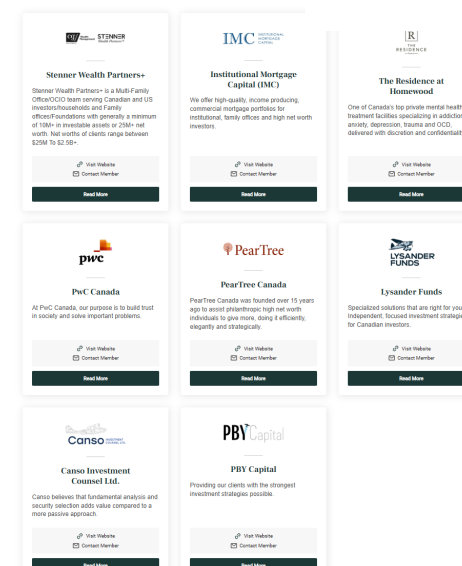 STENNER
Wealth Partners+
Stenner Wealth Partners+
Stenner Wealth Partners+ is a Multi-Family
Office/OCIO team serving Canadian and US
investors/households and Family
offices/Foundations with generally a minimum
of 10M+ in investable assets or 25M+ net
worth. Net worths of clients range between
$25M To $2.5B+.
Visit Website
Contact Member
Read More
IMC INSTITUTIONAL
MORTGAGE
CAPITAL
Institutional Mortgage
Capital (IMC)
We offer high-quality, income producing,
commercial mortgage portfolios for
institutional, family offices and high net worth
investors.
Visit Website
Contact Member
Read More
R
THE
RESIDENCE
The Residence at
Homewood
One of Canada's top private mental health
treatment facilities specializing in addiction
anxiety, depression, trauma and OCD,
delivered with discretion and confidentialit
Visit Website
Contact Member
Read More
pwc
PwC Canada
At PwC Canada, our purpose is to build trust
in society and solve important problems.
Visit Website
Contact Member
Read More
PearTree
PearTree Canada
PearTree Canada was founded over 15 years
ago to assist philanthropic high net worth
individuals to give more, doing it efficiently,
elegantly and strategically.
Visit Website
Contact Member
Read More
LYSANDER
FUNDS
Lysander Funds
Specialized solutions that are right for you
Independent, focused investment strategie
for Canadian investors.
Visit Website
Contact Member
Read More
Canso INVESTMENT
COUNSEL LTD.
Canso Investment
Counsel Ltd.
Canso believes that fundamental analysis and
security selection adds value compared to a
more passive approach.
Visit Website
Contact Member
Read More
PBY Capital
PBY Capital
Providing our clients with the strongest
investment strategies possible.
Visit Website
Contact Member
Read More